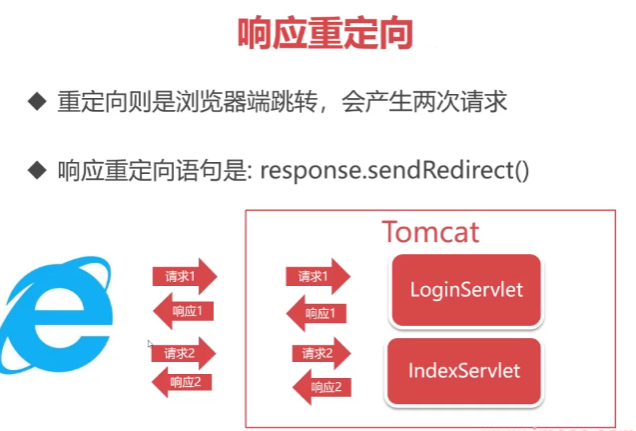 响应重定向
◆ 重定向则是浏览器端跳转，会产生两次请求
◆ 响应重定向语句是: response.sendRedirect()
Tomcat
请求1
请求1
LoginServlet
响应1
响应1
请求2
请求2
IndexServlet
响应2
响应2